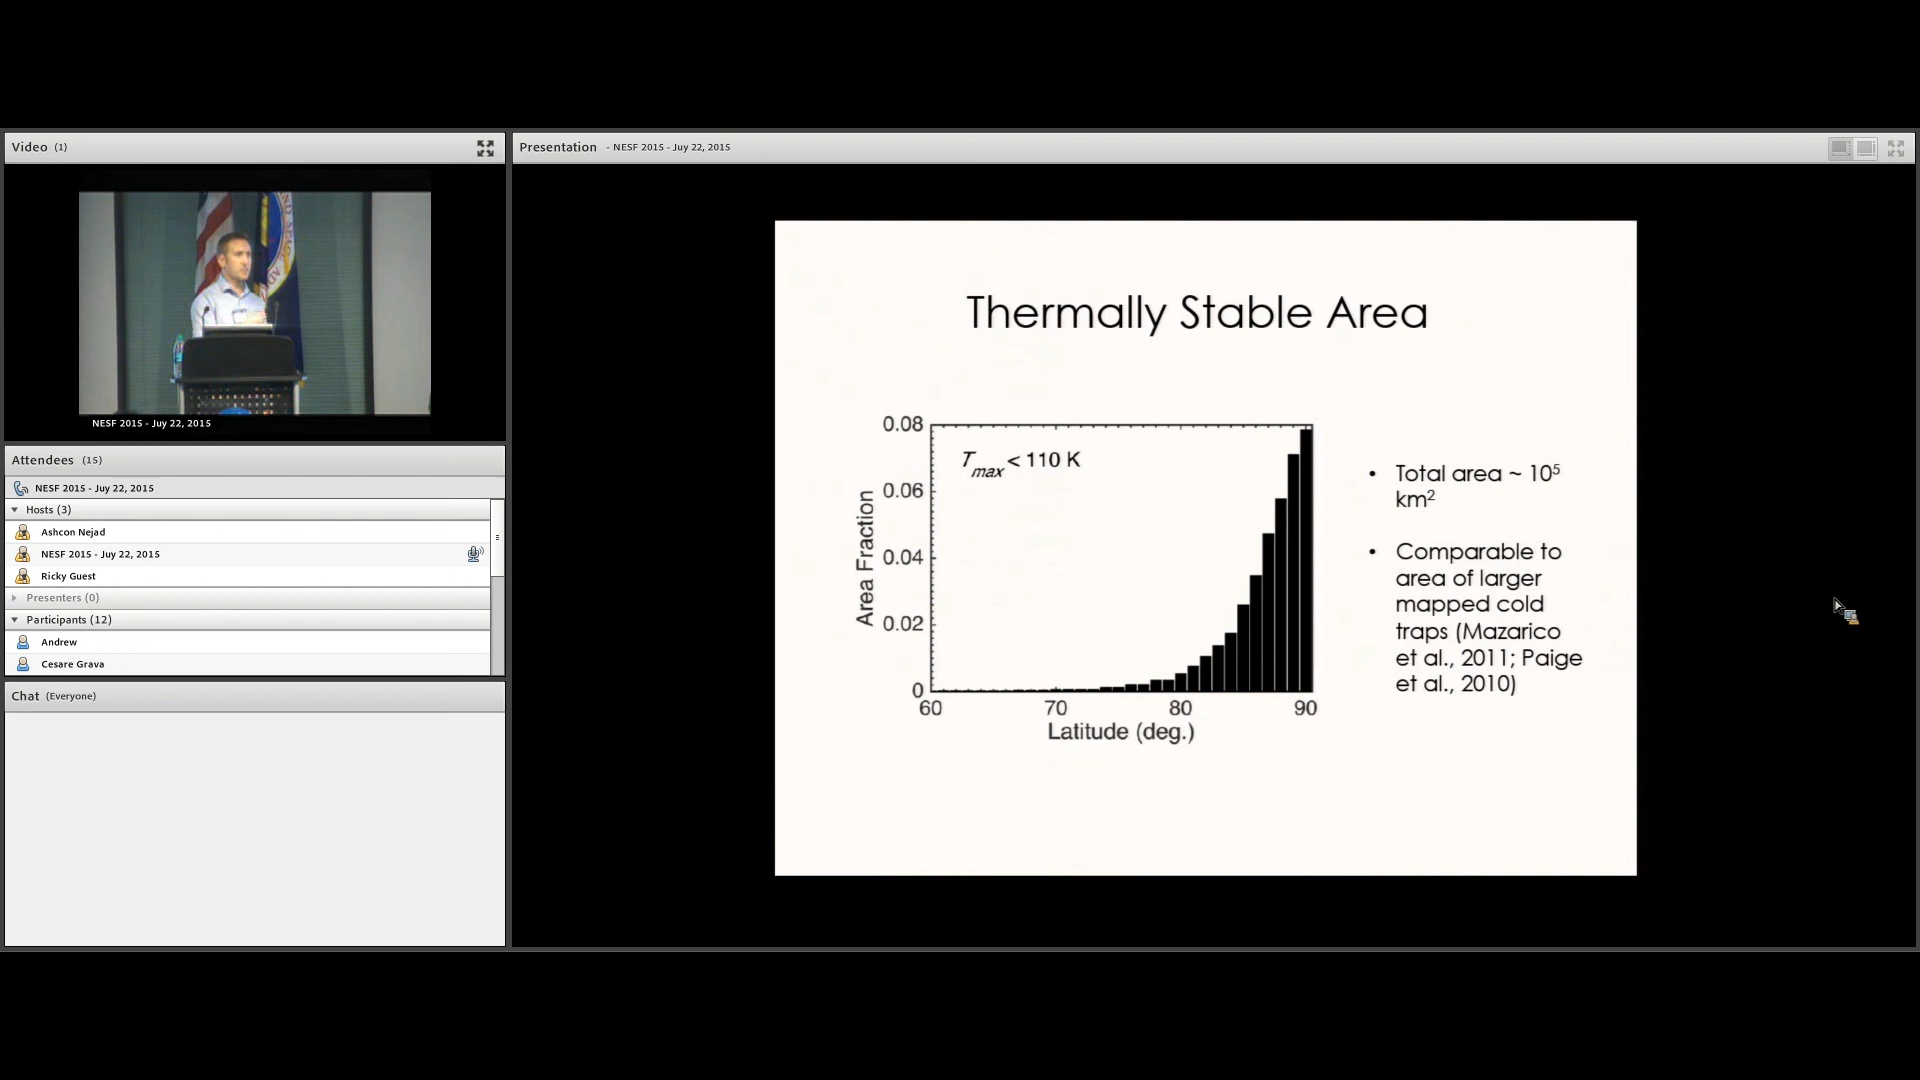 Video (1)
NESF 2015 - Juy 22, 2015
Attendees (15)
NESF 2015 - Juy 22, 2015
Hosts (3)
Ashcon Nejad
NESF 2015 - Juy 22, 2015
Ricky Guest
Presenters (0)
Participants (12)
Andrew
Cesare Grava
Chat (Everyone)
Presentation - NESF 2015 - Juy 22, 2015
Thermally Stable Area
Tmax < 110 K
Area Fraction
0.08
0.06
0.04
0.02
0
60 70 80 90
Latitude (deg.)
• Total area ~ 10⁵
km²
• Comparable to
area of larger
mapped cold
traps (Mazarico
et al., 2011; Paige
et al., 2010)